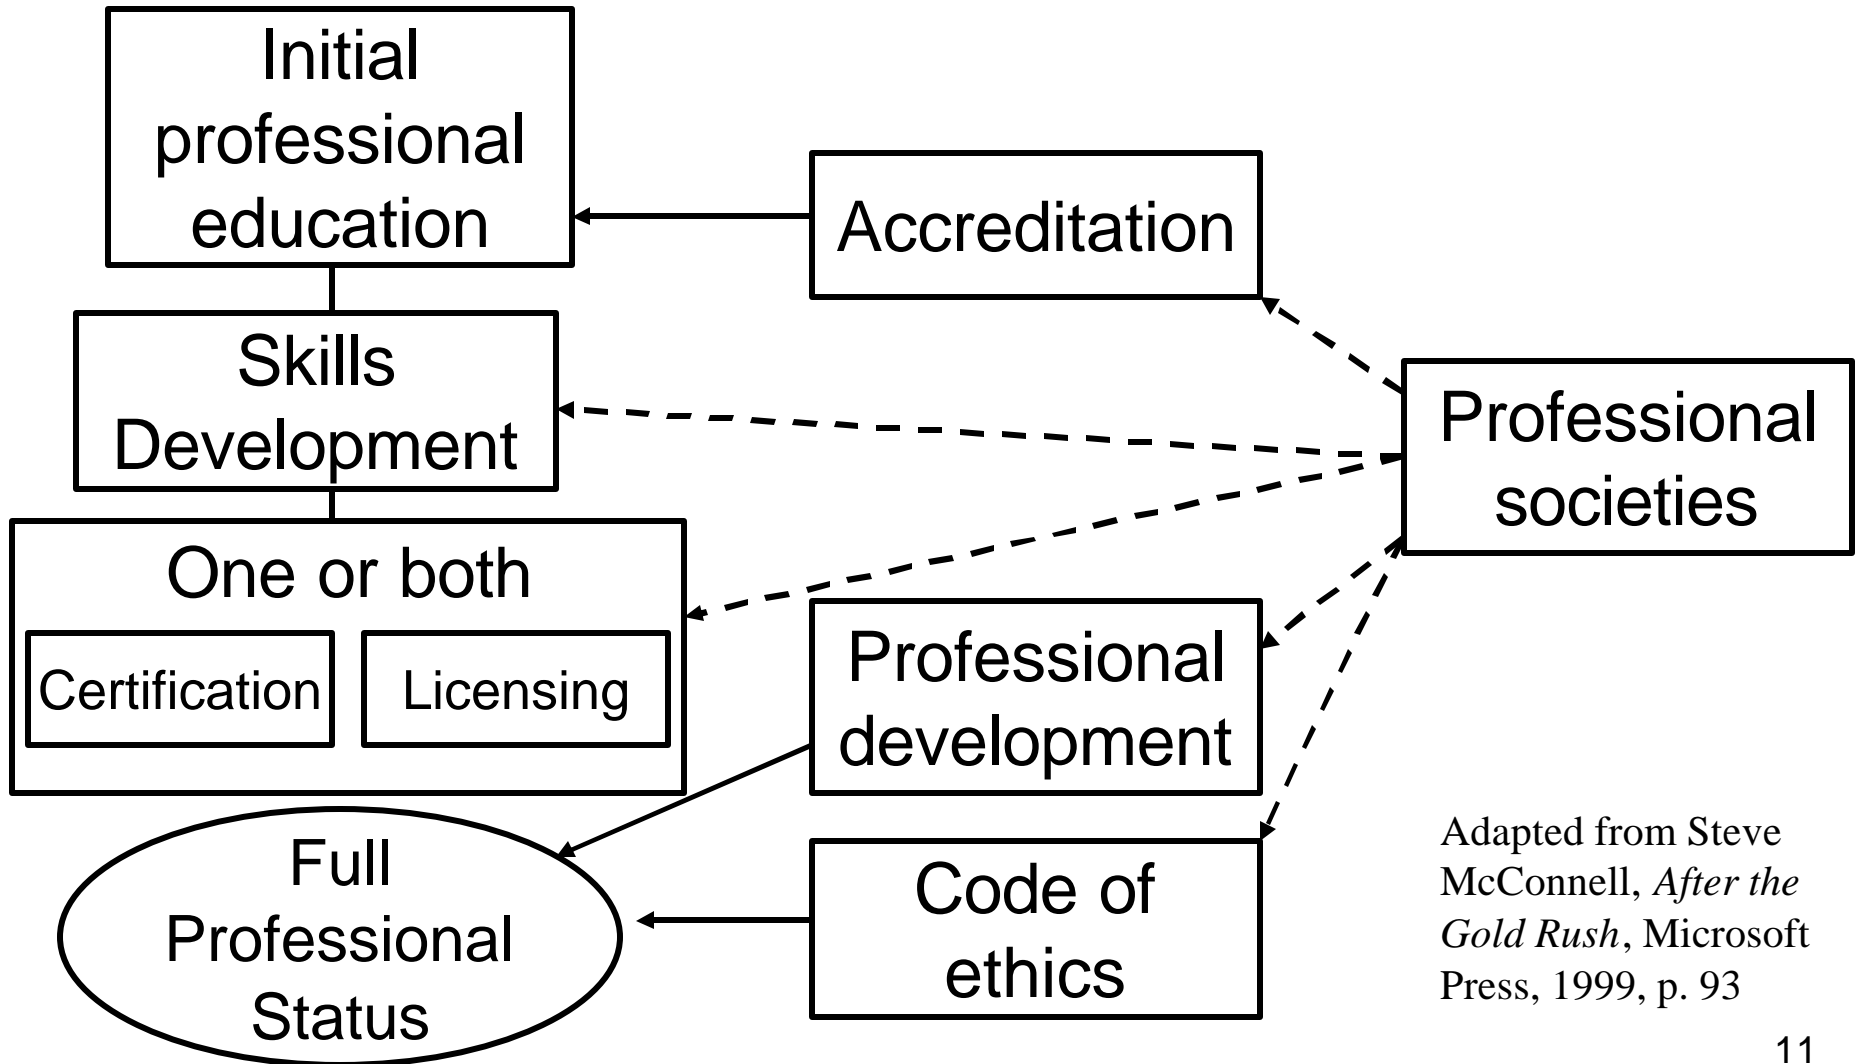 Initial
professional
education
Accreditation
Skills
Development
Professional
societies
One or both
Certification
Licensing
Professional
development
Full
Professional
Status
Code of
ethics
Adapted from Steve
McConnell, After the
Gold Rush, Microsoft
Press, 1999, p. 93
11